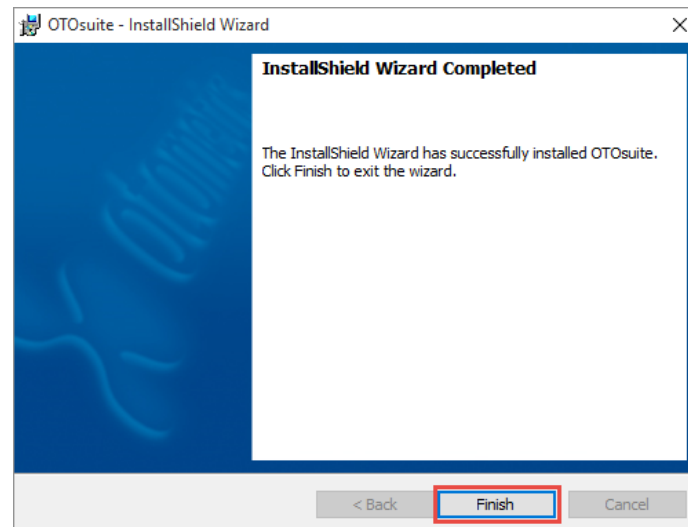 OTOsuite - InstallShield Wizard
InstallShield Wizard Completed
The InstallShield Wizard has successfully installed OTOsuite.
Click Finish to exit the wizard.
otometrics
< Back
Finish
Cancel